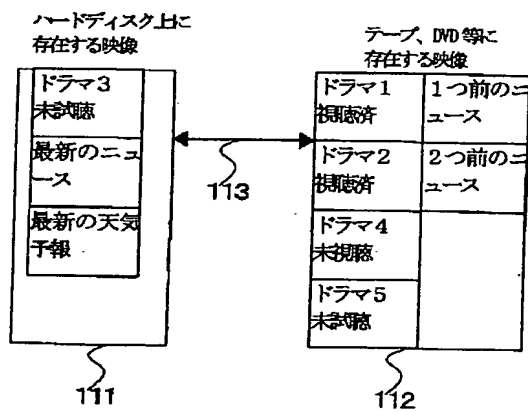 ハードディスク上に
存在する映像
ドラマ3
未試聴
最新のニュ
ース
最新の天気
予報
111
113
テープ、DVD 等に
存在する映像
ドラマ1
視聴済
1つ前のニ
ュース
ドラマ2
視聴済
2つ前のニ
ュース
ドラマ4
未視聴
ドラマ5
未試聴
112